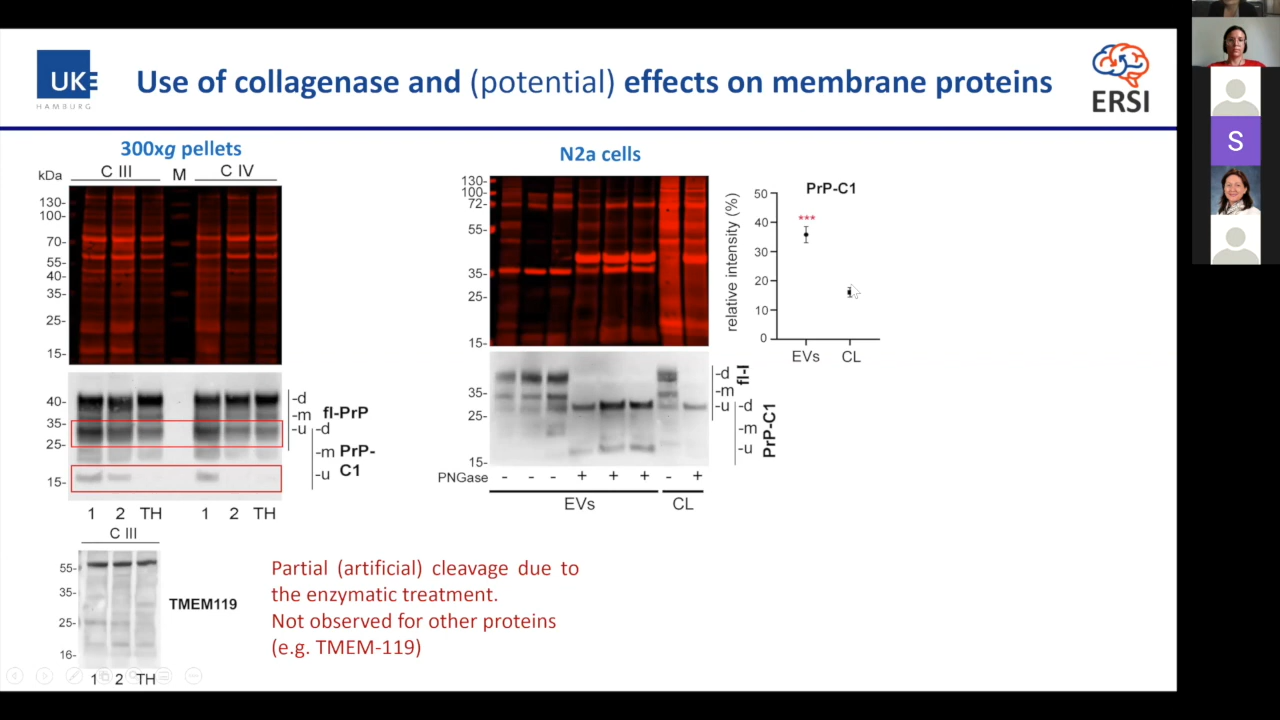 UKE
HAMBURG
Use of collagenase and (potential) effects on membrane proteins
ERSI
300xg pellets
kDa
C III
M
C IV
130-
100-
70-
55-
40-
35-
25-
15-
40-
35-
25-
15-
-d
-m
-u
fl-PrP
-d
-m
-u
PrP-
C1
1 2 TH 1 2 TH
C III
55-
35-
25-
16-
TMEM119
1 2 TH
Partial (artificial) cleavage due to
the enzymatic treatment.
Not observed for other proteins
(e.g. TMEM-119)
N2a cells
130-
100-
72-
55-
35-
25-
15-
35-
25-
15-
-d
-m
-u
-d
-m
-u
PrP-C1
PNGase - - - + + + - +
EVs CL
PrP-C1
relative intensity (%)
50
40
30
20
10
0
***
EVs CL
S